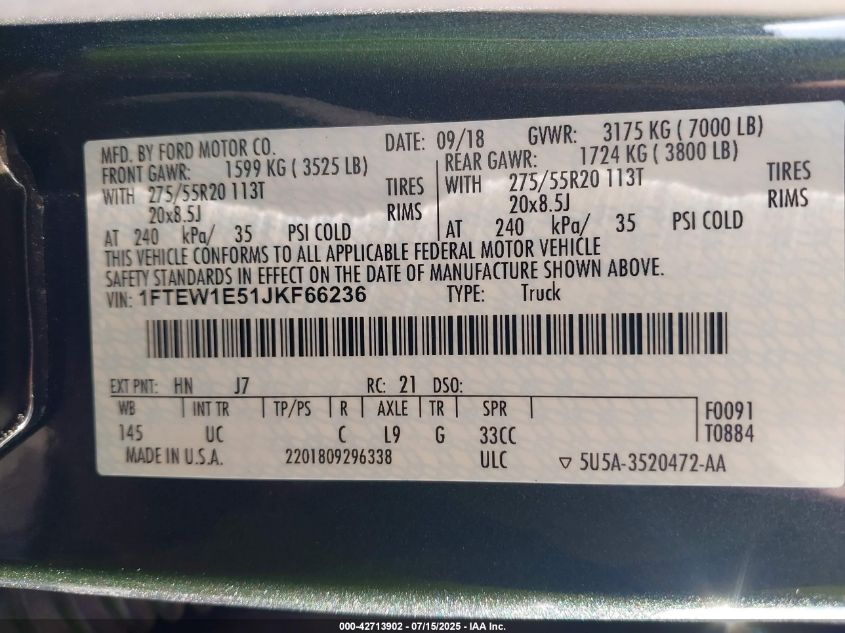 MFD. BY FORD MOTOR CO. DATE: 09/18 GVWR: 3175 KG ( 7000 LB)
FRONT GAWR: 1599 KG ( 3525 LB) REAR GAWR: 1724 KG ( 3800 LB)
WITH 275/55R20 113T TIRES WITH 275/55R20 113T TIRES
20x8.5J RIMS 20x8.5J RIMS
AT 240 kPa/ 35 PSI COLD AT 240 kPa/ 35 PSI COLD
THIS VEHICLE CONFORMS TO ALL APPLICABLE FEDERAL MOTOR VEHICLE
SAFETY STANDARDS IN EFFECT ON THE DATE OF MANUFACTURE SHOWN ABOVE.
VIN: 1FTEW1E51JKF66236 TYPE: Truck
EXT PNT: HN J7 RC: 21 DSO:
WB INT TR TP/PS R AXLE TR SPR F0091
145 UC C L9 G 33CC T0884
MADE IN U.S.A. 2201809296338 ULC ▽ 5U5A-3520472-AA
000-42713902 - 07/15/2025 - IAA Inc.